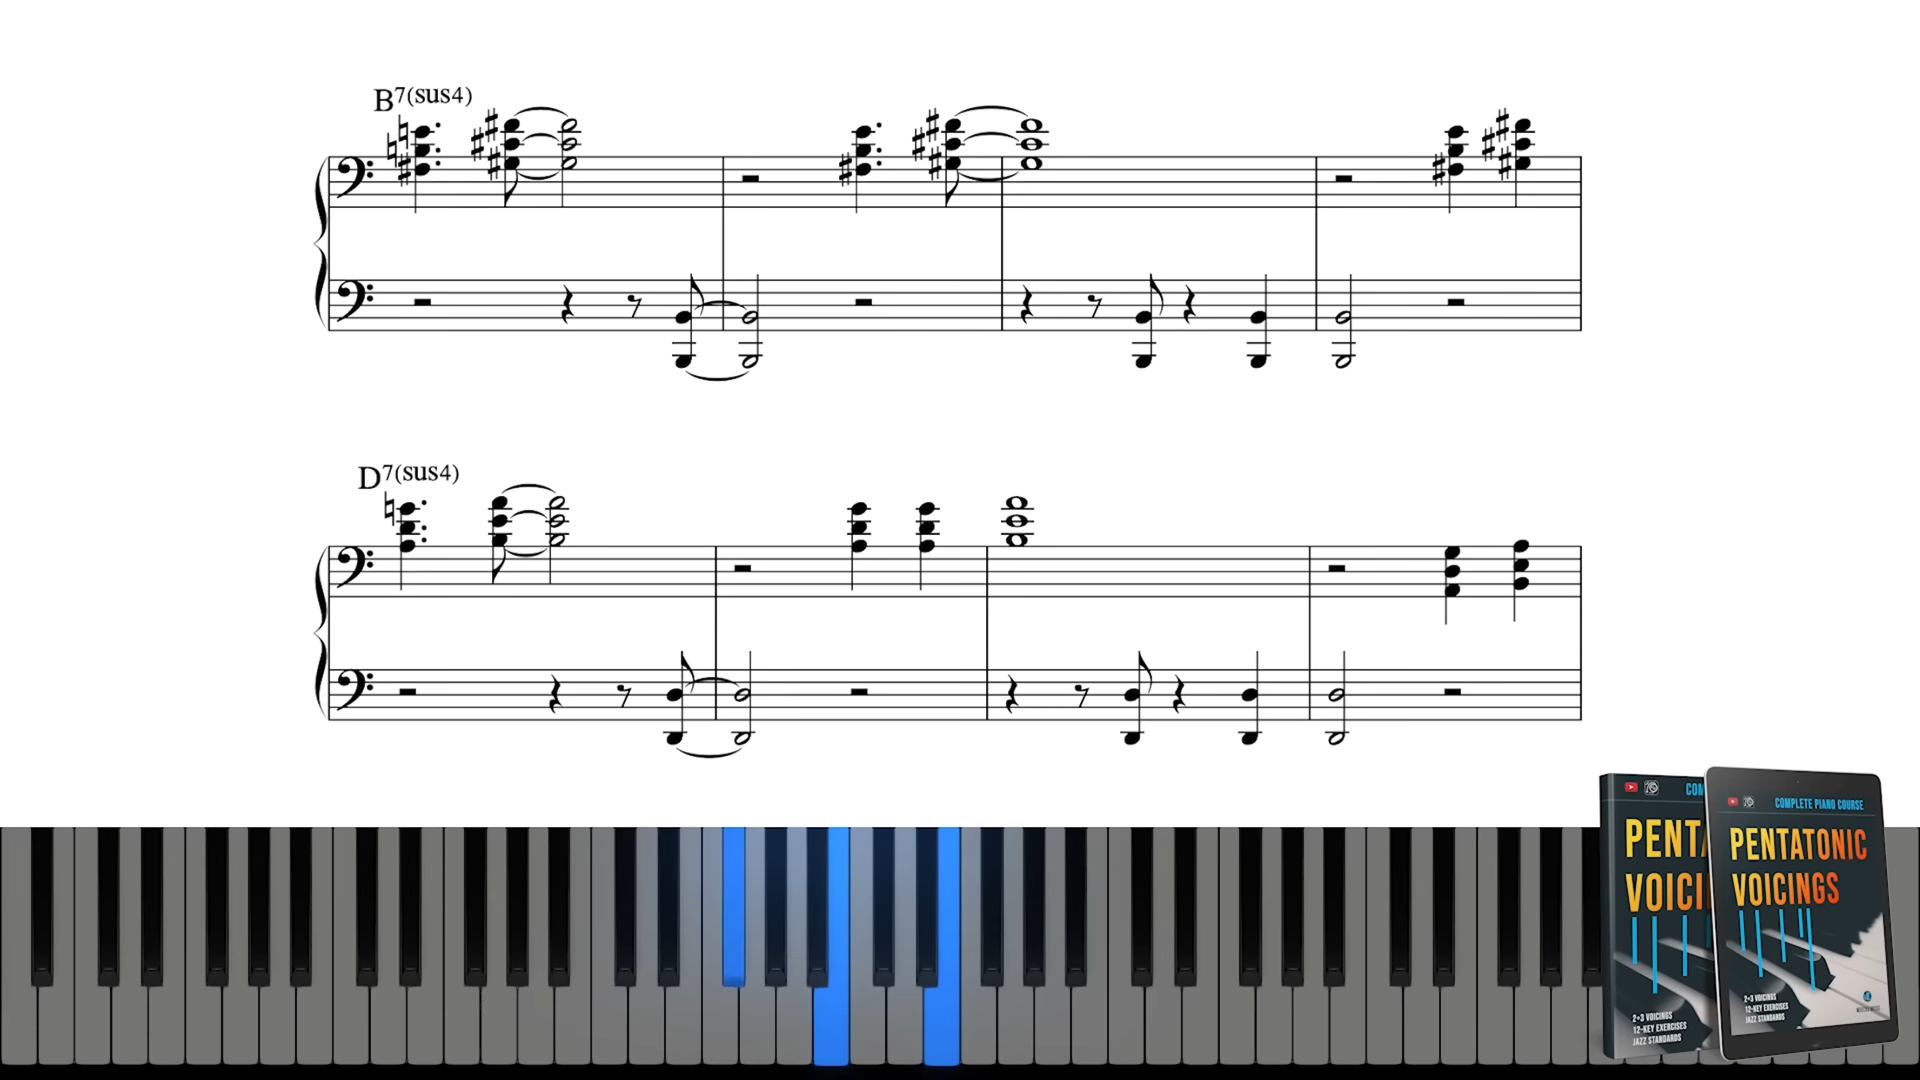 B7(sus4)
D7(sus4)
COM
PENTA
VOICI
2+3 VOICINGS
12-KEY EXERCISES
JAZZ STANDARDS
COMPLETE PIANO COURSE
PENTATONIC
VOICINGS
2+3 VOICINGS
12-KEY EXERCISES
JAZZ STANDARDS